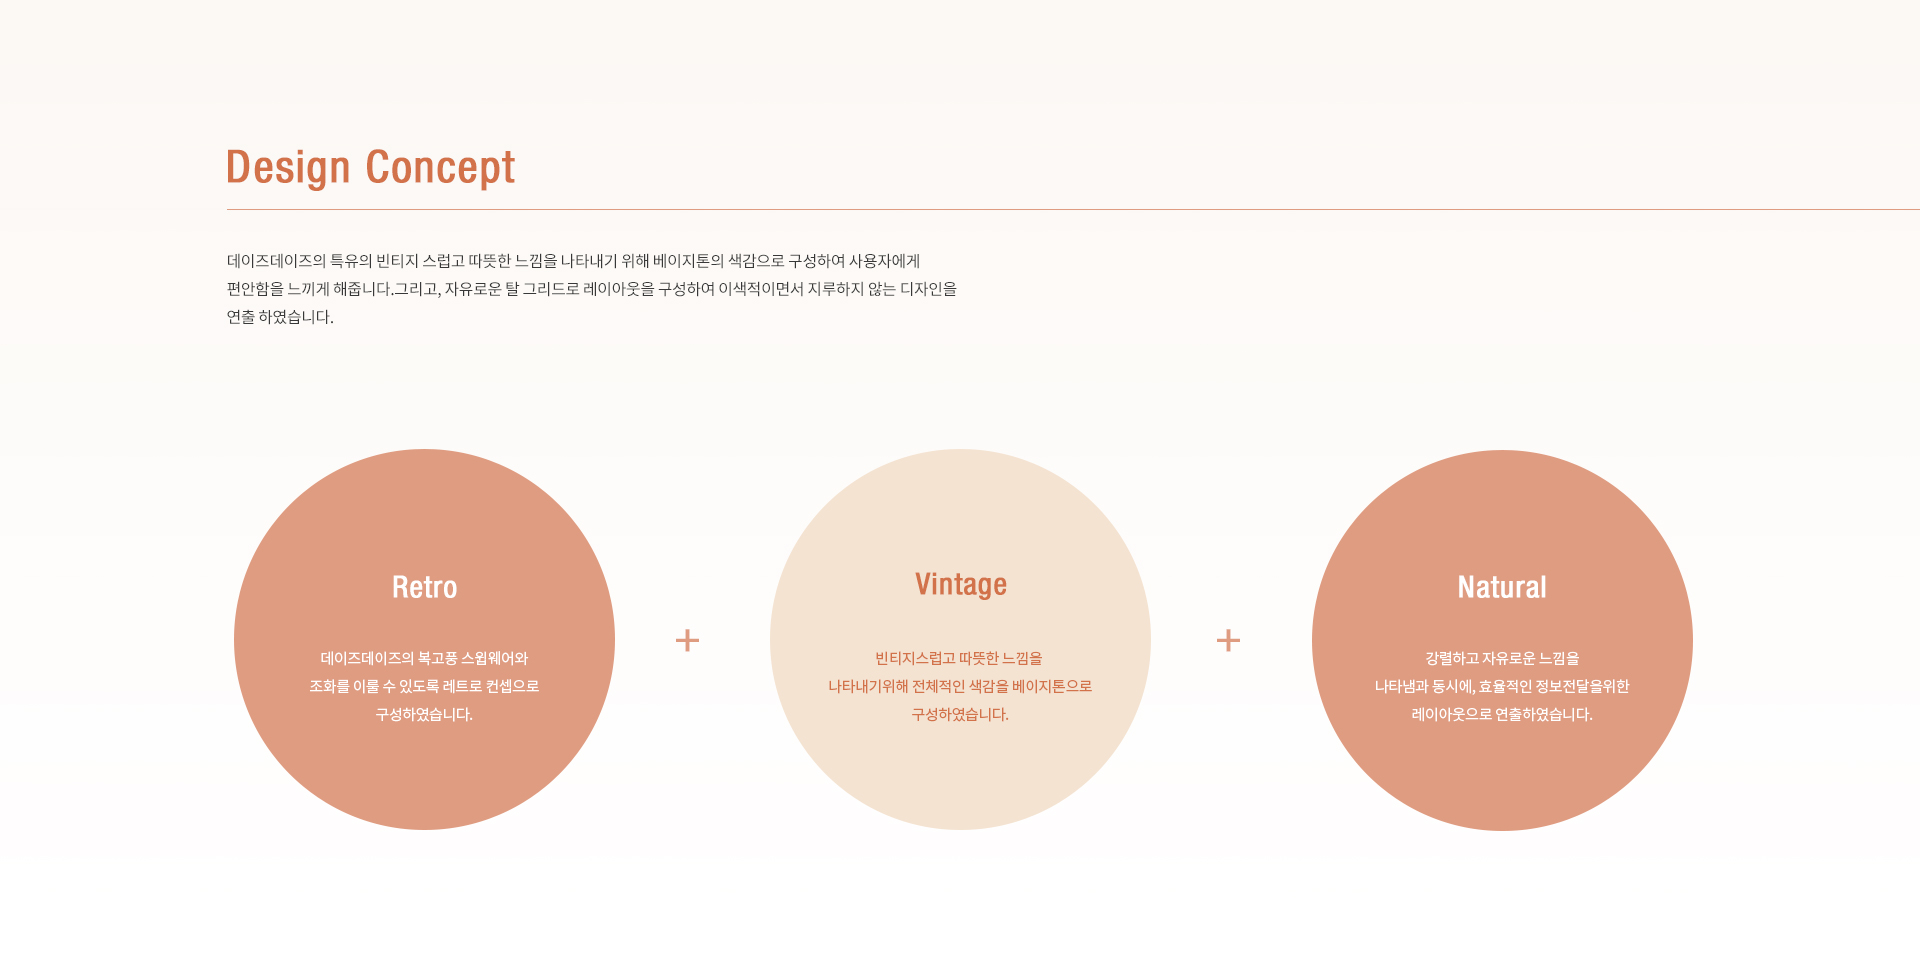 Design Concept
데이즈데이즈의 특유의 빈티지 스럽고 따뜻한 느낌을 나타내기 위해 베이지톤의 색감으로 구성하여 사용자에게
편안함을 느끼게 해줍니다.그리고, 자유로운 탈 그리드로 레이아웃을 구성하여 이색적이면서 지루하지 않는 디자인을
연출 하였습니다.
Retro
데이즈데이즈의 복고풍 스윔웨어와
조화를 이룰 수 있도록 레트로 컨셉으로
구성하였습니다.
+
Vintage
빈티지스럽고 따뜻한 느낌을
나타내기위해 전체적인 색감을 베이지톤으로
구성하였습니다.
+
Natural
강렬하고 자유로운 느낌을
나타냄과 동시에, 효율적인 정보전달을위한
레이아웃으로 연출하였습니다.